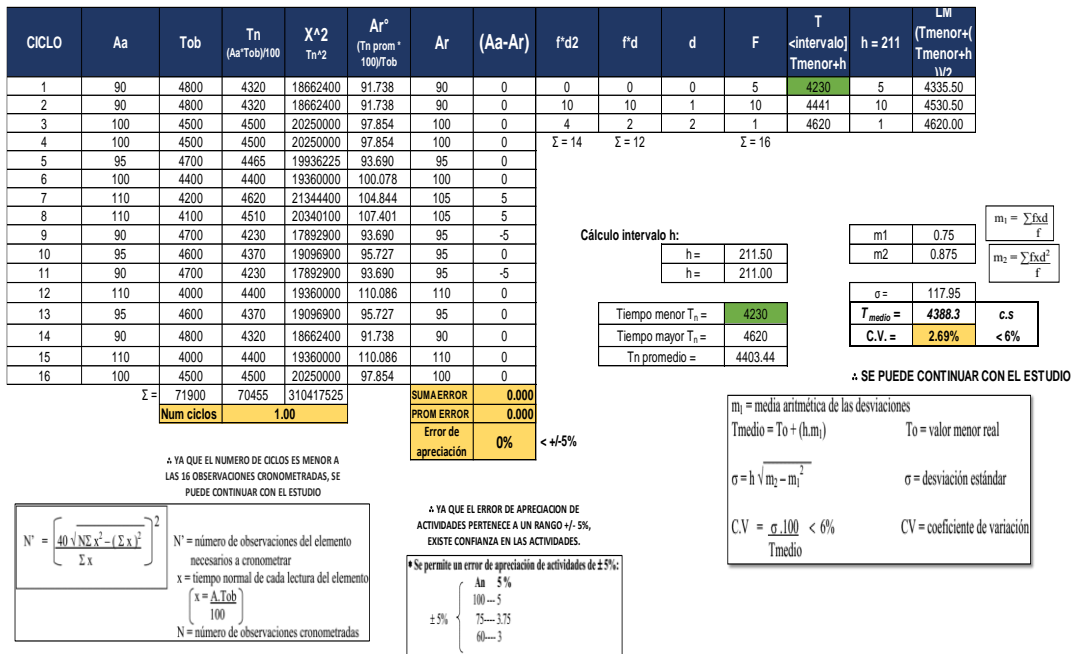 CICLO Aa Tob Tn (Aa*Tob)/100 X^2 Tn^2 Ar° (Tn prom * 100)/Tob Ar (Aa-Ar) f*d2 f*d d F T <intervalo] Tmenor+h h = 211 LM (Tmenor+( Tmenor+h ))/2
1 90 4800 4320 18662400 91.738 90 0 0 0 0 5 4230 5 4335.50
2 90 4800 4320 18662400 91.738 90 0 10 10 1 10 4441 10 4530.50
3 100 4500 4500 20250000 97.854 100 0 4 2 2 1 4620 1 4620.00
4 100 4500 4500 20250000 97.854 100 0 Σ = 14 Σ = 12 Σ = 16
5 95 4700 4465 19936225 93.690 95 0
6 100 4400 4400 19360000 100.078 100 0
7 110 4200 4620 21344400 104.844 105 5
8 110 4100 4510 20340100 107.401 105 5
9 90 4700 4230 17892900 93.690 95 -5
10 95 4600 4370 19096900 95.727 95 0
11 90 4700 4230 17892900 93.690 95 -5
12 110 4000 4400 19360000 110.086 110 0
13 95 4600 4370 19096900 95.727 95 0
14 90 4800 4320 18662400 91.738 90 0
15 110 4000 4400 19360000 110.086 110 0
16 100 4500 4500 20250000 97.854 100 0
Σ = 71900 70455 310417525 SUMA ERROR 0.000
Num ciclos 1.00 PROM ERROR 0.000
Error de apreciación 0% < +/-5%
Cálculo intervalo h:
h = 211.50
h = 211.00
Tiempo menor Tn = 4230
Tiempo mayor Tn = 4620
Tn promedio = 4403.44
m1 0.75
m2 0.875
m₁ = ∑fxd
f
m₂ = ∑fxd²
f
σ = 117.95
T medio = 4388.3 c.s
C.V. = 2.69% < 6%
∴ SE PUEDE CONTINUAR CON EL ESTUDIO
m₁ = media aritmética de las desviaciones
Tmedio = To + (h.m₁) To = valor menor real
σ = h √ m₂ – m₁² σ = desviación estándar
C.V = σ .100 < 6% CV = coeficiente de variación
Tmedio
∴ YA QUE EL NUMERO DE CICLOS ES MENOR A
LAS 16 OBSERVACIONES CRONOMETRADAS, SE
PUEDE CONTINUAR CON EL ESTUDIO
N' = ( 40 √ NΣ x² – ( Σ x )² )²
Σ x
N' = número de observaciones del elemento
necesarios a cronometrar
x = tiempo normal de cada lectura del elemento
( x = A.Tob )
100
N = número de observaciones cronometradas
∴ YA QUE EL ERROR DE APRECIACION DE
ACTIVIDADES PERTENECE A UN RANGO +/- 5%,
EXISTE CONFIANZA EN LAS ACTIVIDADES.
* Se permite un error de apreciación de actividades de ± 5%:
An 5 %
100 --- 5
± 5% 75---- 3.75
60---- 3